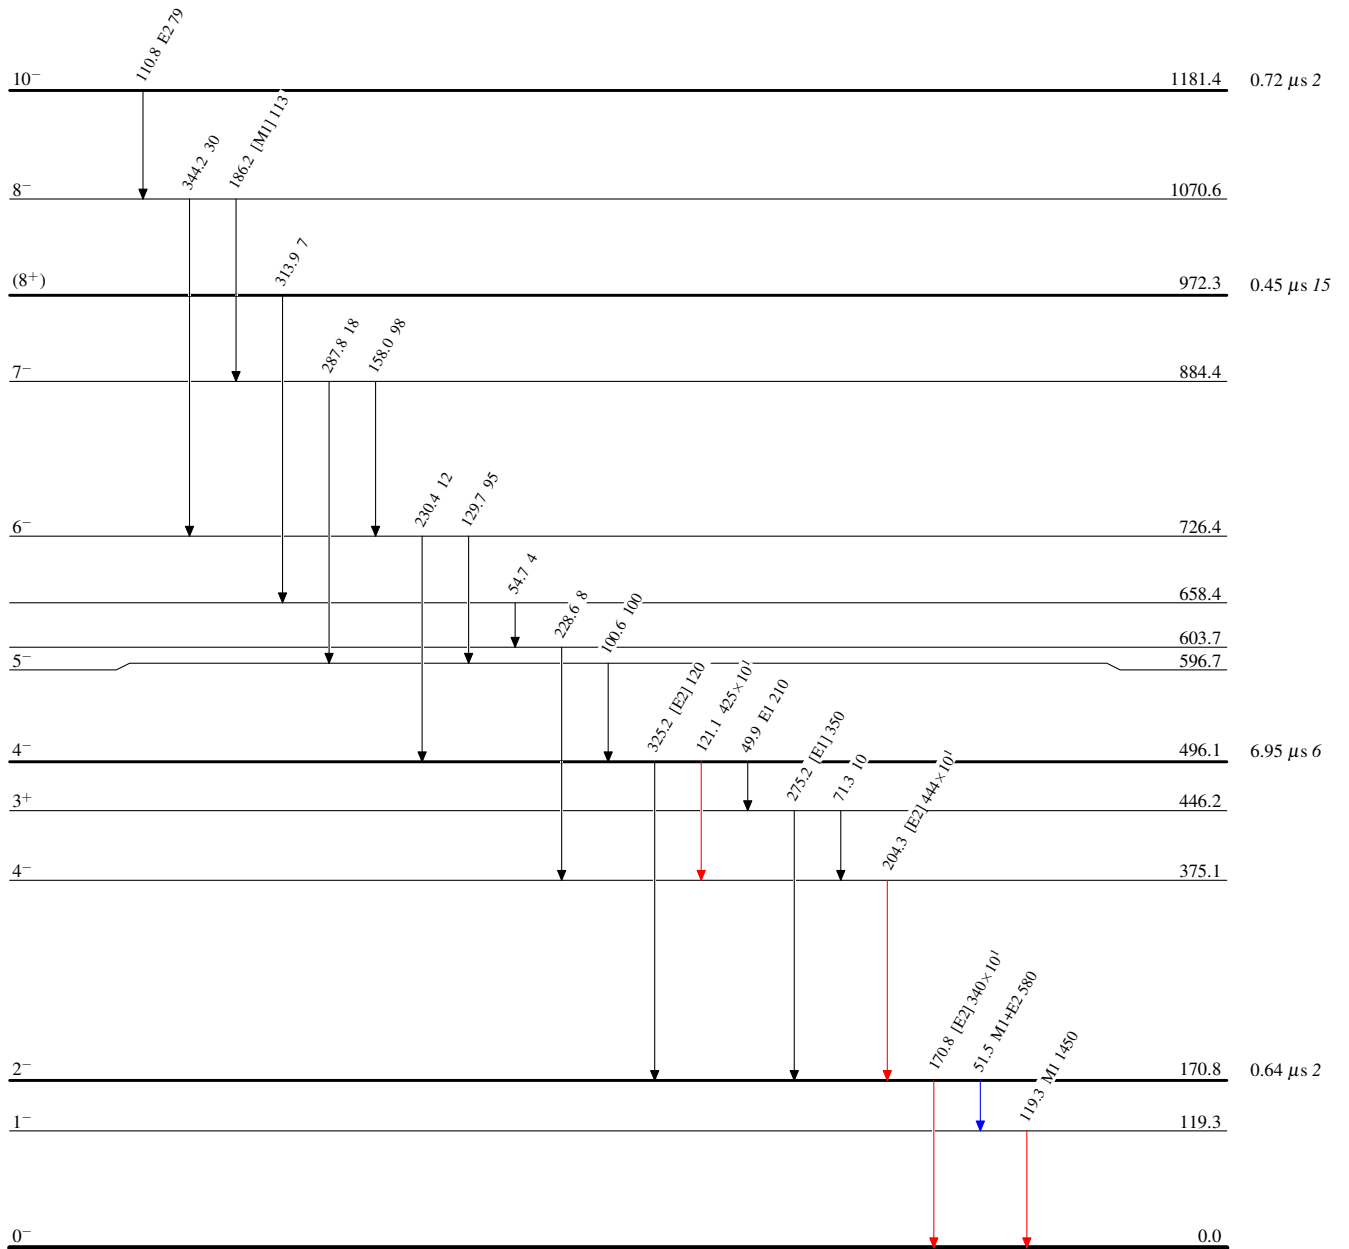 110.8 E2 79
10− 1181.4 0.72 μs 2
344.2 30
186.2 [M1] 113
8− 1070.6
313.9 7
(8+) 972.3 0.45 μs 15
287.8 18
158.0 98
7− 884.4
230.4 12
129.7 95
6− 726.4
54.7 4
658.4
228.6 8
603.7
100.6 100
5− 596.7
325.2 [E2] 120
121.1 425×10¹
49.9 E1 210
4− 496.1 6.95 μs 6
275.2 [E1] 350
71.3 10
3+ 446.2
204.3 [E2] 444×10¹
4− 375.1
170.8 [E2] 340×10¹
51.5 M1+E2 580
2− 170.8 0.64 μs 2
119.3 M1 1450
1− 119.3
0− 0.0